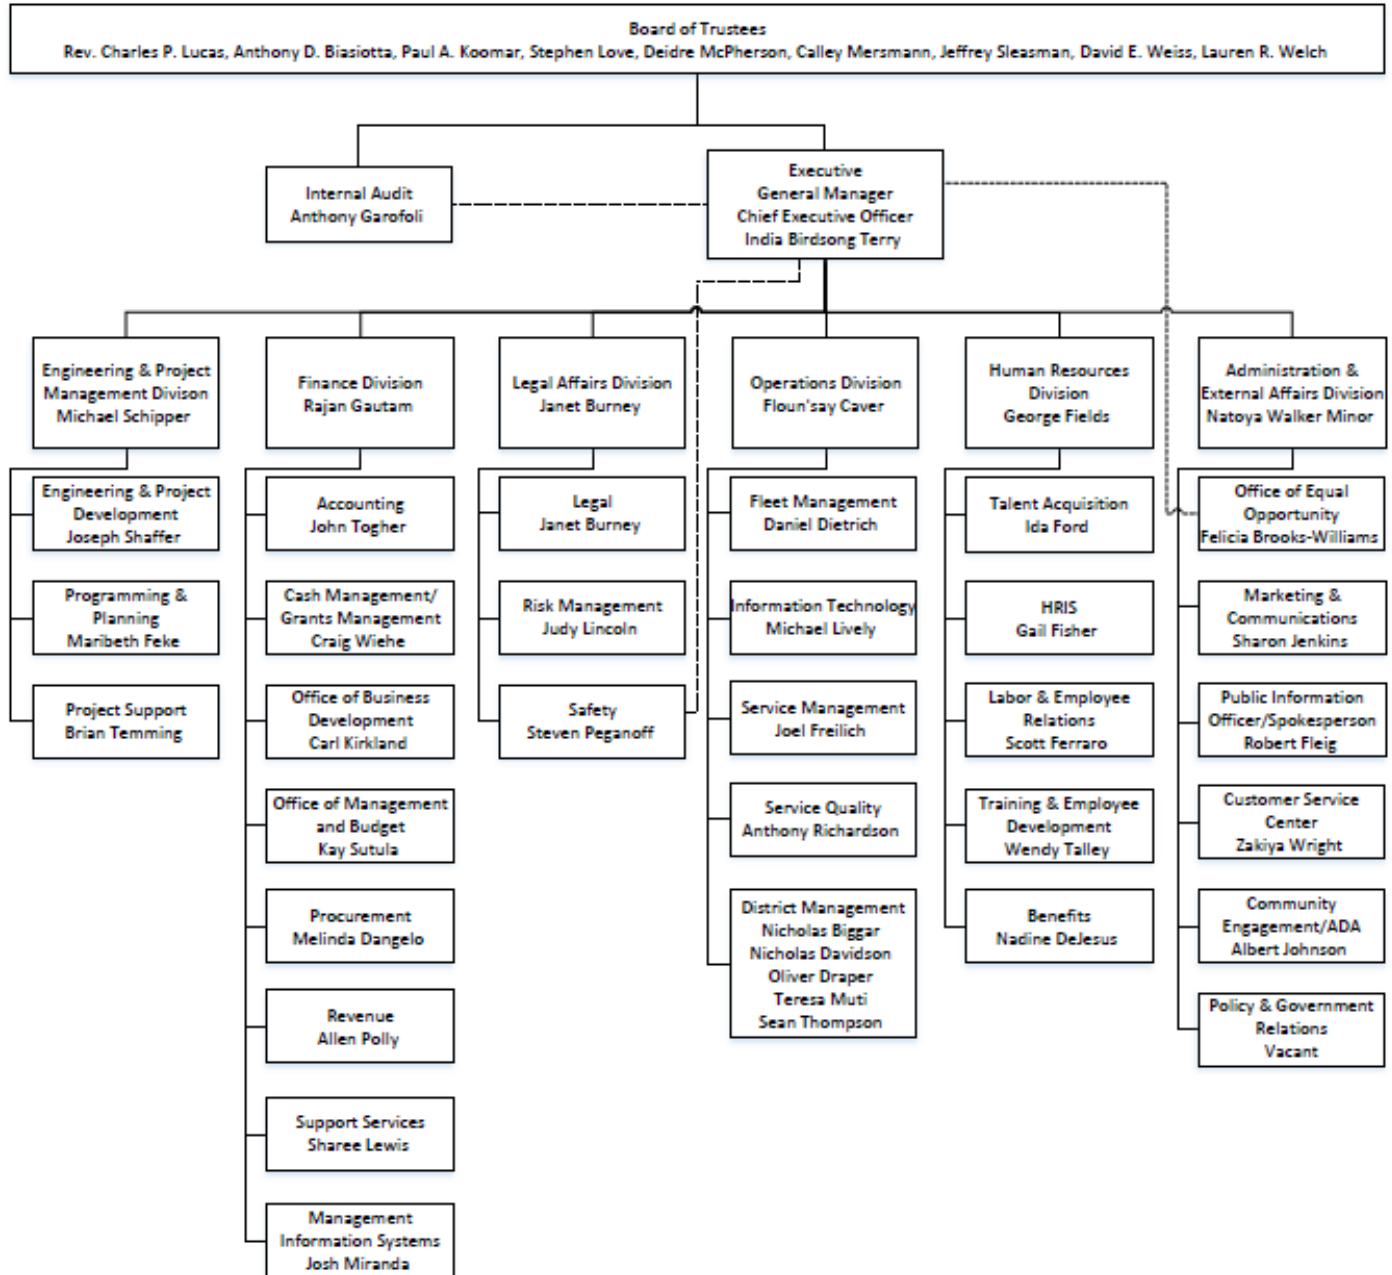 Board of Trustees
Rev. Charles P. Lucas, Anthony D. Biasiotta, Paul A. Koomar, Stephen Love, Deidre McPherson, Calley Mersmann, Jeffrey Sleasman, David E. Weiss, Lauren R. Welch
Internal Audit
Anthony Garofoli
Executive
General Manager
Chief Executive Officer
India Birdsong Terry
Engineering & Project
Management Divison
Michael Schipper
Finance Division
Rajan Gautam
Legal Affairs Division
Janet Burney
Operations Division
Floun'say Caver
Human Resources
Division
George Fields
Administration &
External Affairs Division
Natoya Walker Minor
Engineering & Project
Development
Joseph Shaffer
Programming &
Planning
Maribeth Feke
Project Support
Brian Temming
Accounting
John Togher
Cash Management/
Grants Management
Craig Wiehe
Office of Business
Development
Carl Kirkland
Office of Management
and Budget
Kay Sutula
Procurement
Melinda Dangelo
Revenue
Allen Polly
Support Services
Sharee Lewis
Management
Information Systems
Josh Miranda
Legal
Janet Burney
Risk Management
Judy Lincoln
Safety
Steven Peganoff
Fleet Management
Daniel Dietrich
Information Technology
Michael Lively
Service Management
Joel Freilich
Service Quality
Anthony Richardson
District Management
Nicholas Biggar
Nicholas Davidson
Oliver Draper
Teresa Muti
Sean Thompson
Talent Acquisition
Ida Ford
HRIS
Gail Fisher
Labor & Employee
Relations
Scott Ferraro
Training & Employee
Development
Wendy Talley
Benefits
Nadine DeJesus
Office of Equal
Opportunity
Felicia Brooks-Williams
Marketing &
Communications
Sharon Jenkins
Public Information
Officer/Spokesperson
Robert Fleig
Customer Service
Center
Zakiya Wright
Community
Engagement/ADA
Albert Johnson
Policy & Government
Relations
Vacant